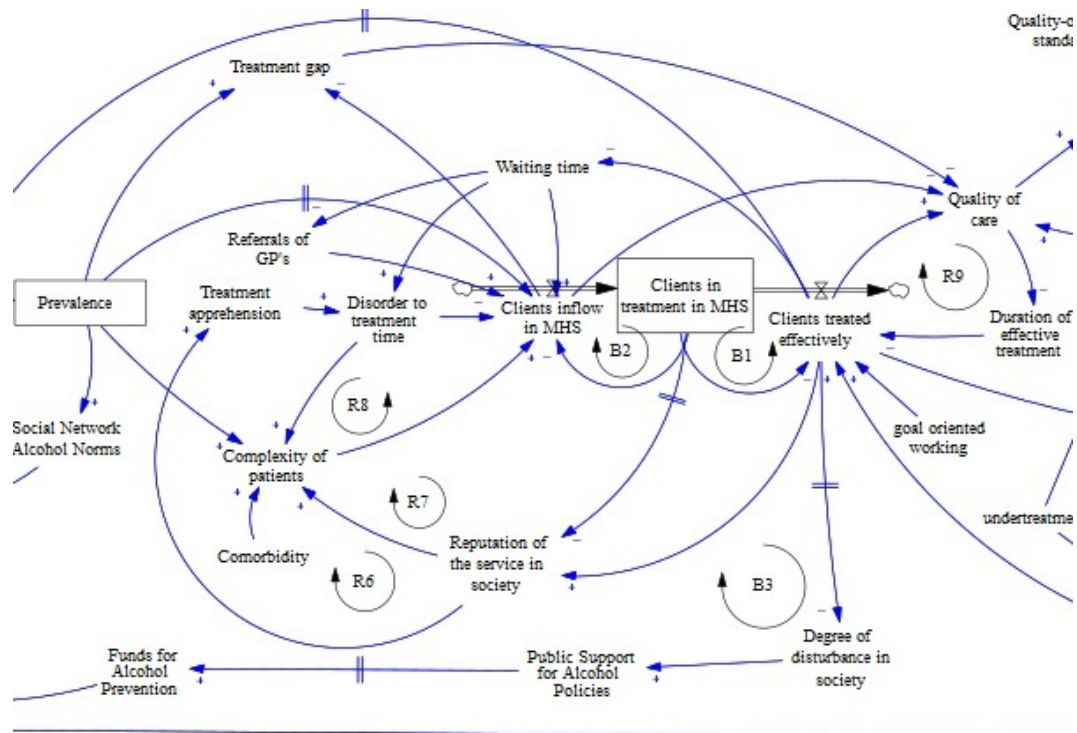 Quality-o
standa
Treatment gap
Waiting time
Quality of
care
Referrals of
GP's
R9
Prevalence
Treatment
apprehension
Disorder to
treatment
time
Clients inflow
in MHS
Clients in
treatment in MHS
Clients treated
effectively
Duration of
effective
treatment
B2
B1
R8
Social Network
Alcohol Norms
Complexity of
patients
goal oriented
working
R7
undertreatme
Comorbidity
Reputation of
the service in
society
R6
B3
Funds for
Alcohol
Prevention
Public Support
for Alcohol
Policies
Degree of
disturbance in
society